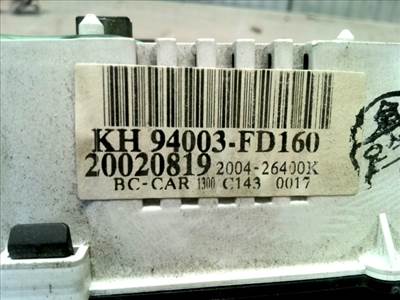 KH 94003-FD160
20020819 2004-26400K
BC-CAR 1300 C143 0017